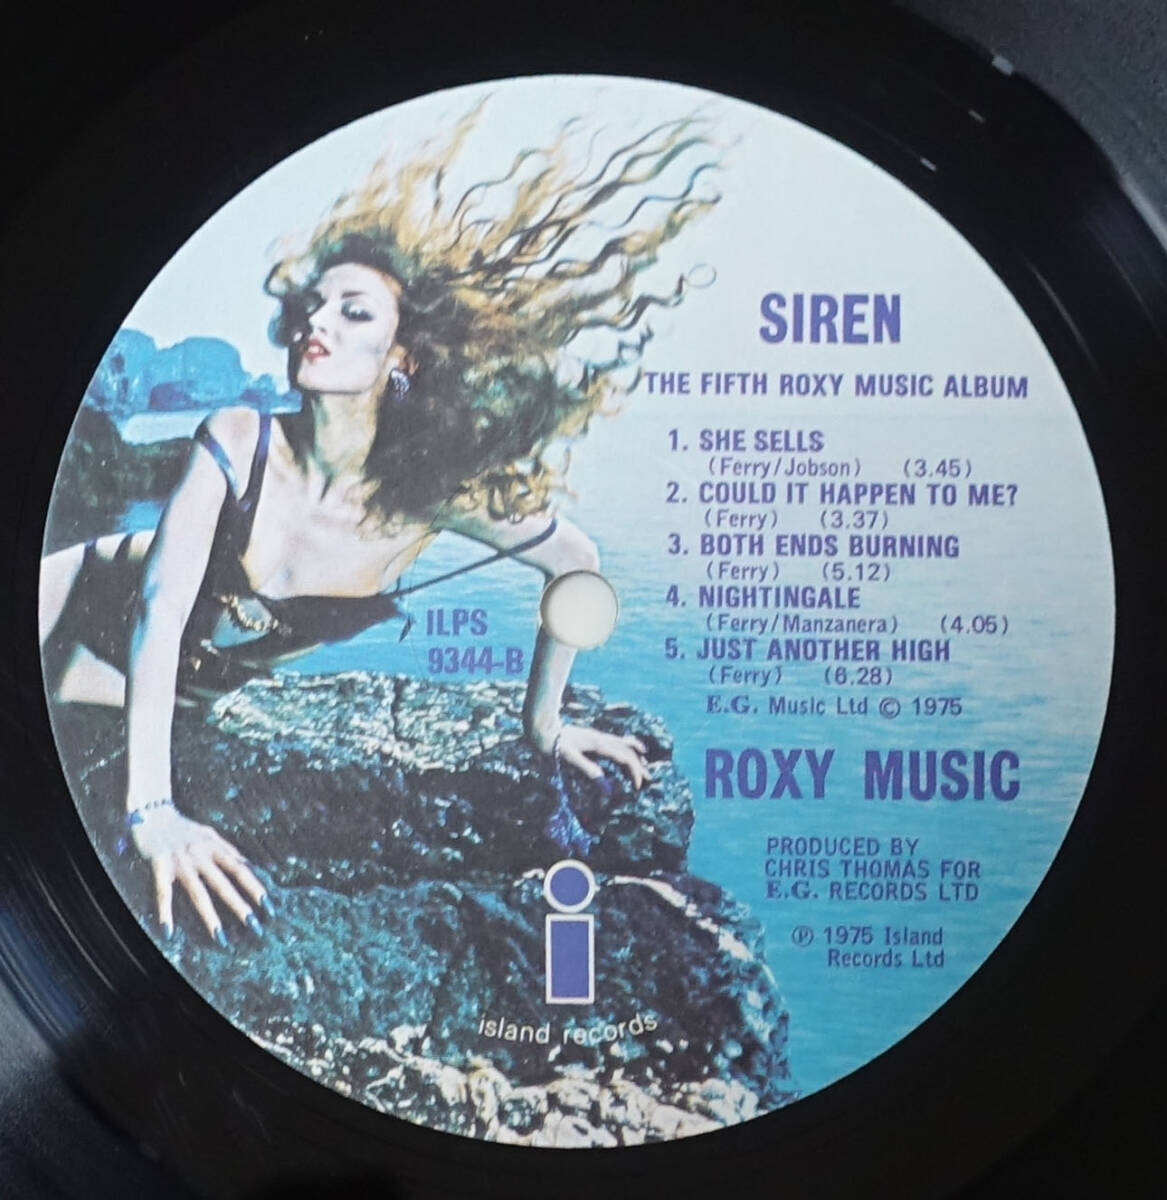 SIREN
THE FIFTH ROXY MUSIC ALBUM
1. SHE SELLS
(Ferry/Jobson) (3.45)
2. COULD IT HAPPEN TO ME?
(Ferry) (3.37)
3. BOTH ENDS BURNING
(Ferry) (5.12)
4. NIGHTINGALE
(Ferry/Manzanera) (4.05)
5. JUST ANOTHER HIGH
(Ferry) (6.28)
E.G. Music Ltd © 1975
ILPS
9344-B
ROXY MUSIC
PRODUCED BY
CHRIS THOMAS FOR
E.G. RECORDS LTD
℗ 1975 Island
Records Ltd
i
island records